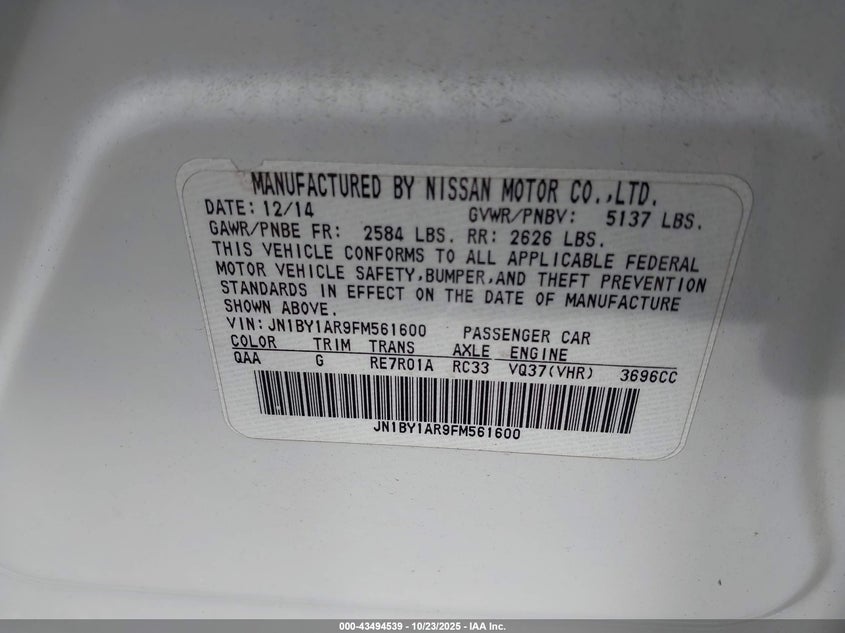 MANUFACTURED BY NISSAN MOTOR CO.,LTD.
DATE: 12/14 GVWR/PNBV: 5137 LBS.
GAWR/PNBE FR: 2584 LBS. RR: 2626 LBS.
THIS VEHICLE CONFORMS TO ALL APPLICABLE FEDERAL
MOTOR VEHICLE SAFETY,BUMPER,AND THEFT PREVENTION
STANDARDS IN EFFECT ON THE DATE OF MANUFACTURE
SHOWN ABOVE.
VIN: JN1BY1AR9FM561600 PASSENGER CAR
COLOR TRIM TRANS AXLE ENGINE
QAA G RE7R01A RC33 VQ37(VHR) 3696CC
JN1BY1AR9FM561600
000-43494539 - 10/23/2025 - IAA Inc.